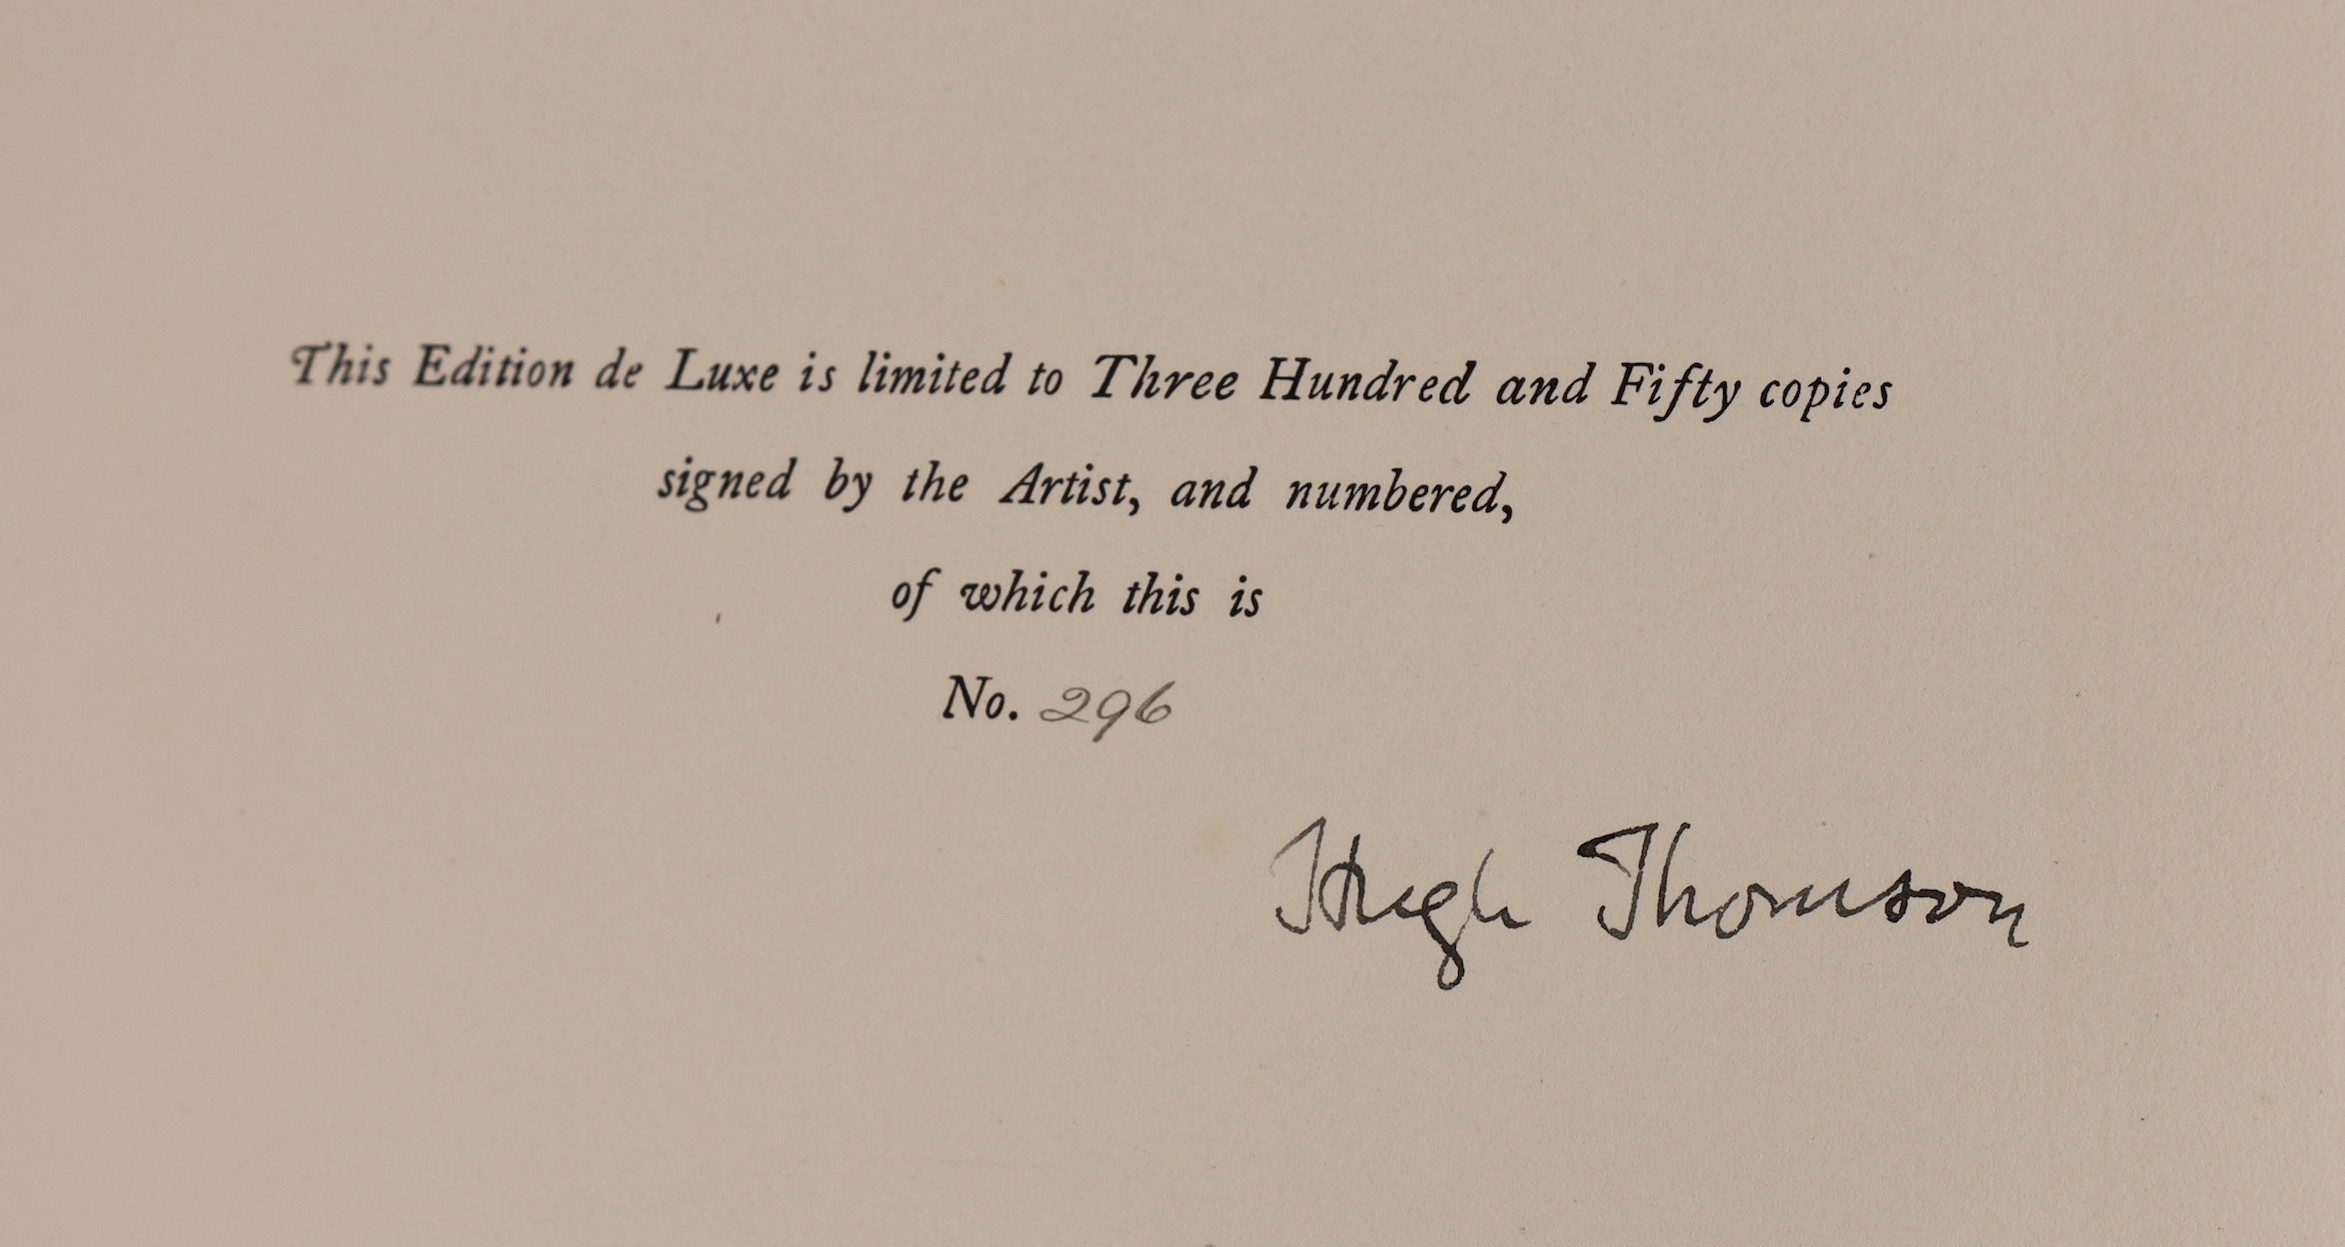 This Edition de Luxe is limited to Three Hundred and Fifty copies
signed by the Artist, and numbered,
of which this is
No. 296
Hugh Thomson